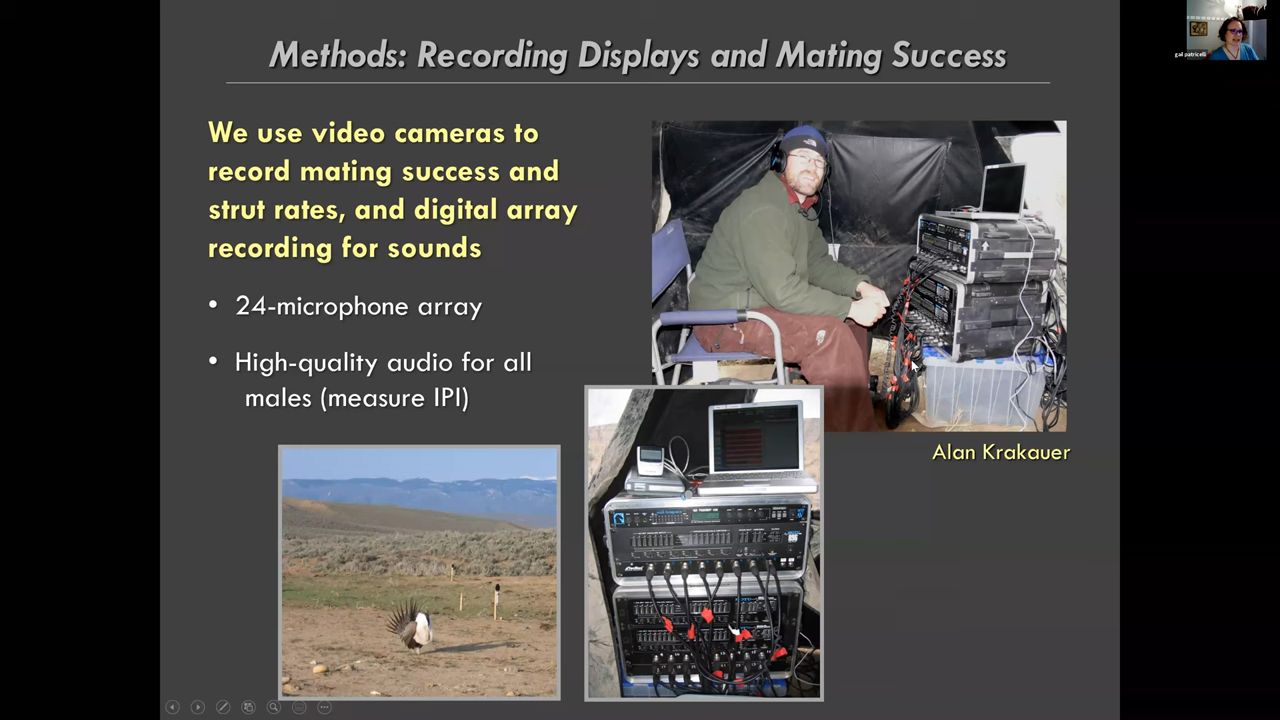 Methods: Recording Displays and Mating Success
We use video cameras to
record mating success and
strut rates, and digital array
recording for sounds
• 24-microphone array
• High-quality audio for all
males (measure IPI)
Alan Krakauer
gail patricelli